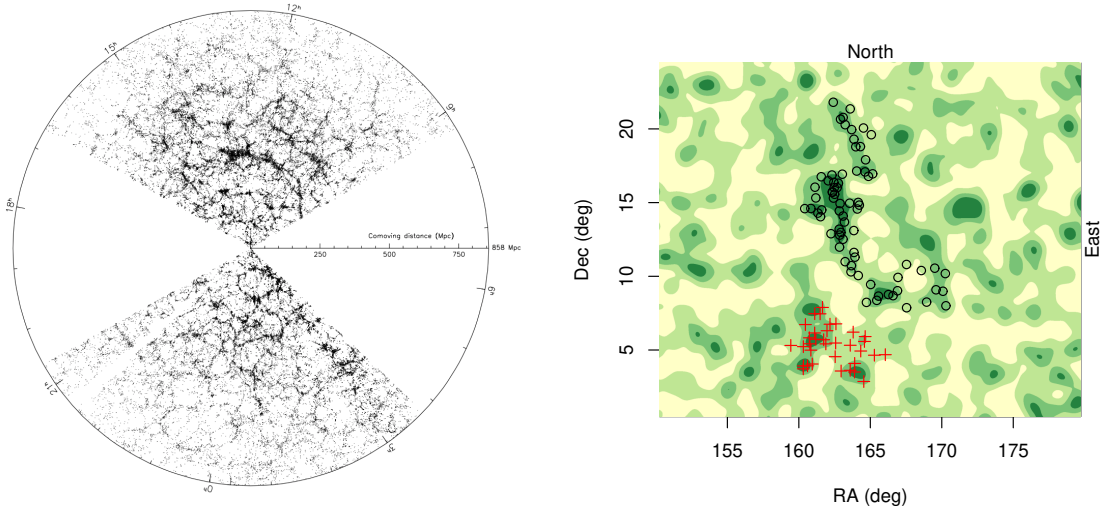 12ʰ
15ʰ
9ʰ
18ʰ
Comoving distance (Mpc)
0
250
500
750
858 Mpc
6ʰ
21ʰ
3ʰ
0ʰ
North
East
Dec (deg)
20
15
10
5
155
160
165
170
175
RA (deg)